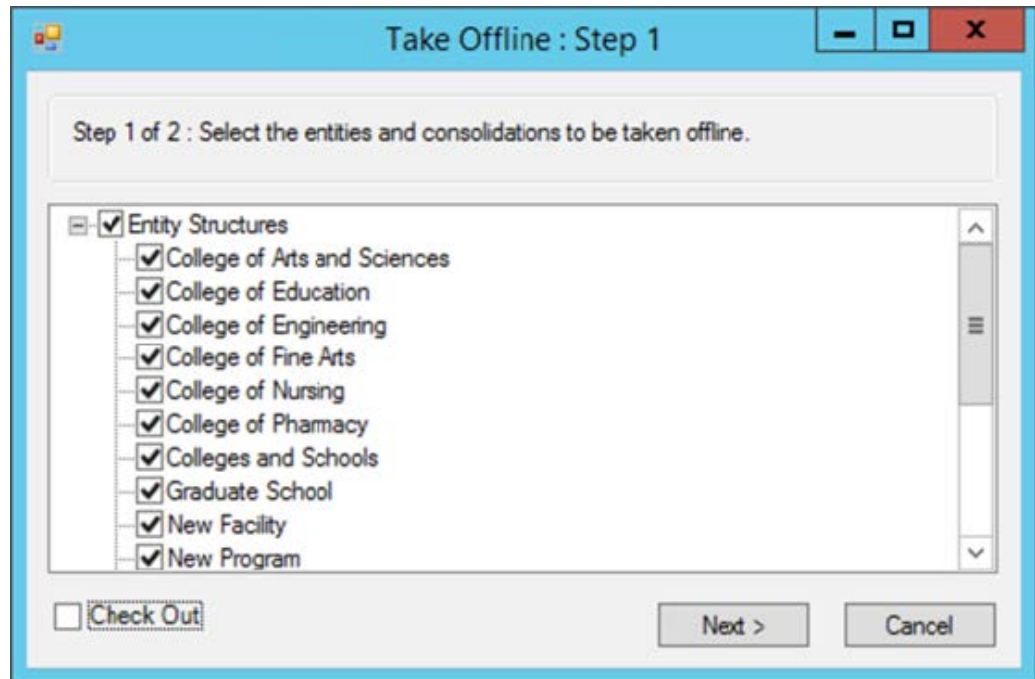 Take Offline : Step 1
Step 1 of 2 : Select the entities and consolidations to be taken offline.
Entity Structures
College of Arts and Sciences
College of Education
College of Engineering
College of Fine Arts
College of Nursing
College of Pharmacy
Colleges and Schools
Graduate School
New Facility
New Program
Check Out
Next >
Cancel